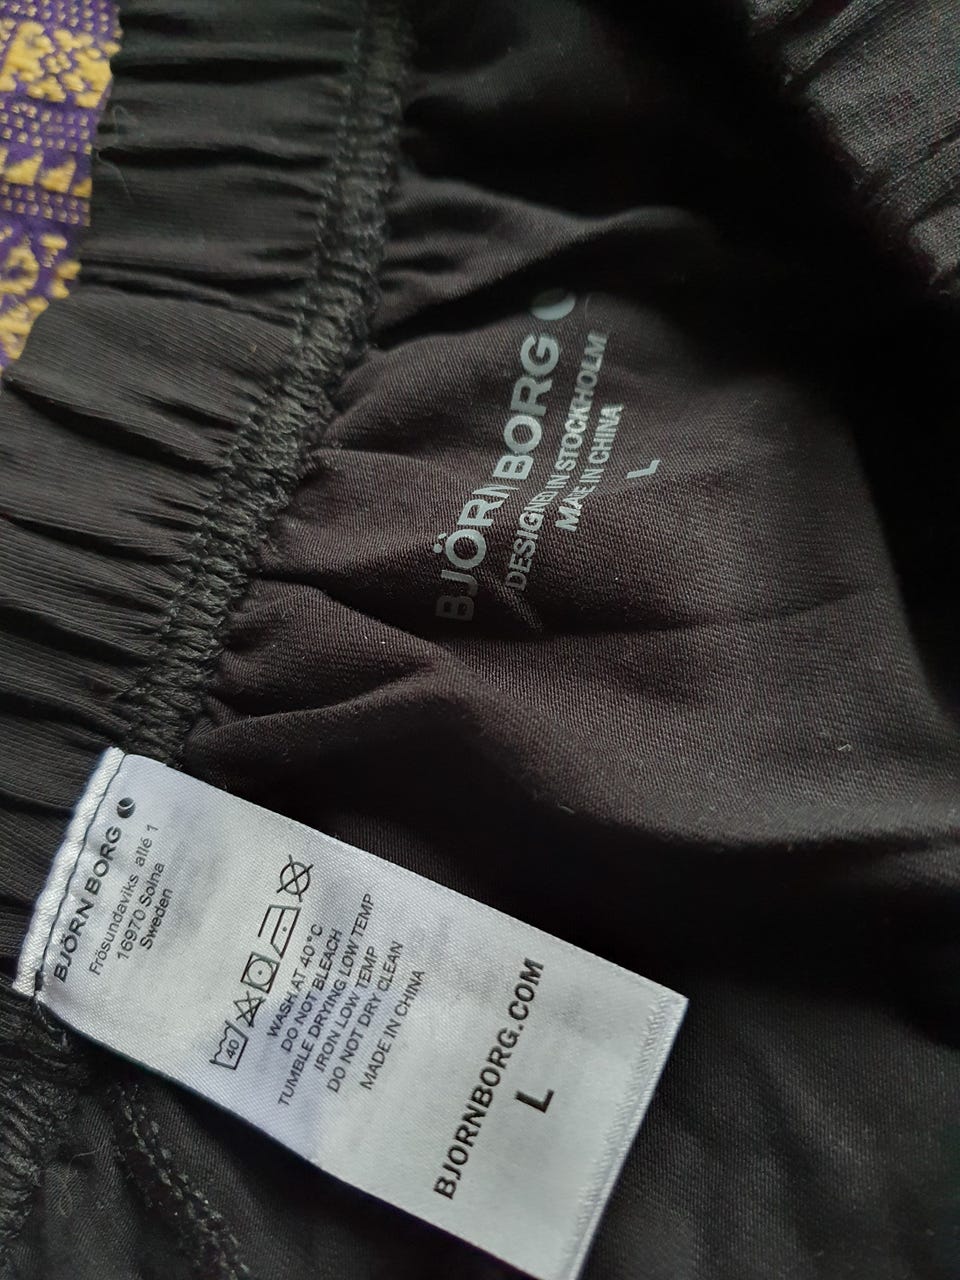 BJÖRN BORG
DESIGNED IN STOCKHOLM
MADE IN CHINA
L
BJÖRN BORG
Frösundaviks allé 1
16970 Solna
Sweden
40
WASH AT 40°C
DO NOT BLEACH
TUMBLE DRYING LOW TEMP
IRON LOW TEMP
DO NOT DRY CLEAN
MADE IN CHINA
BJORNBORG.COM
L